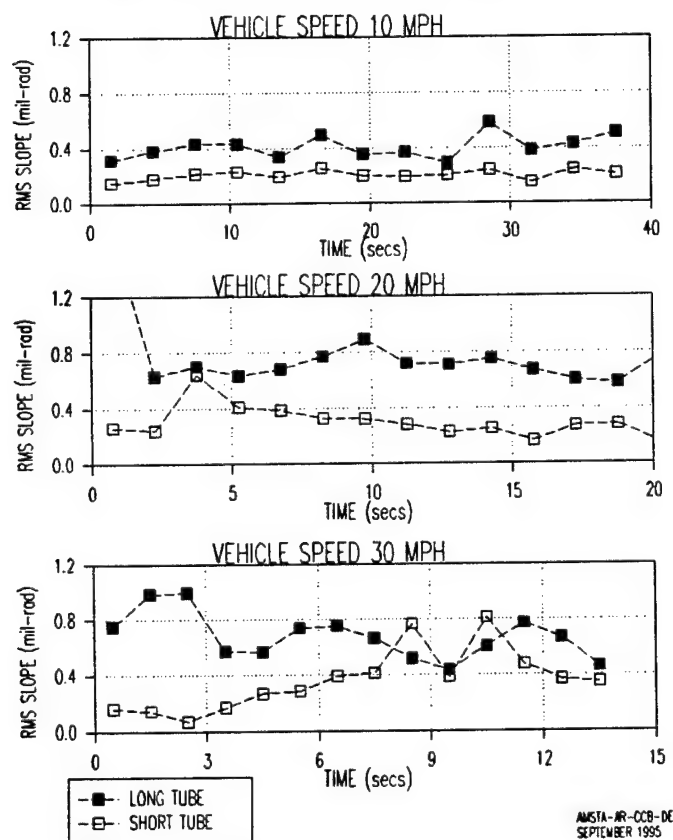 VEHICLE SPEED 10 MPH
RMS SLOPE (mil-rad)
1.2
0.8
0.4
0.0
0 10 20 30 40
TIME (secs)
VEHICLE SPEED 20 MPH
RMS SLOPE (mil-rad)
1.2
0.8
0.4
0.0
0 5 10 15 20
TIME (secs)
VEHICLE SPEED 30 MPH
RMS SLOPE (mil-rad)
1.2
0.8
0.4
0.0
0 3 6 9 12 15
TIME (secs)
LONG TUBE
SHORT TUBE
AMSTA-AR-CCB-DE
SEPTEMBER 1995